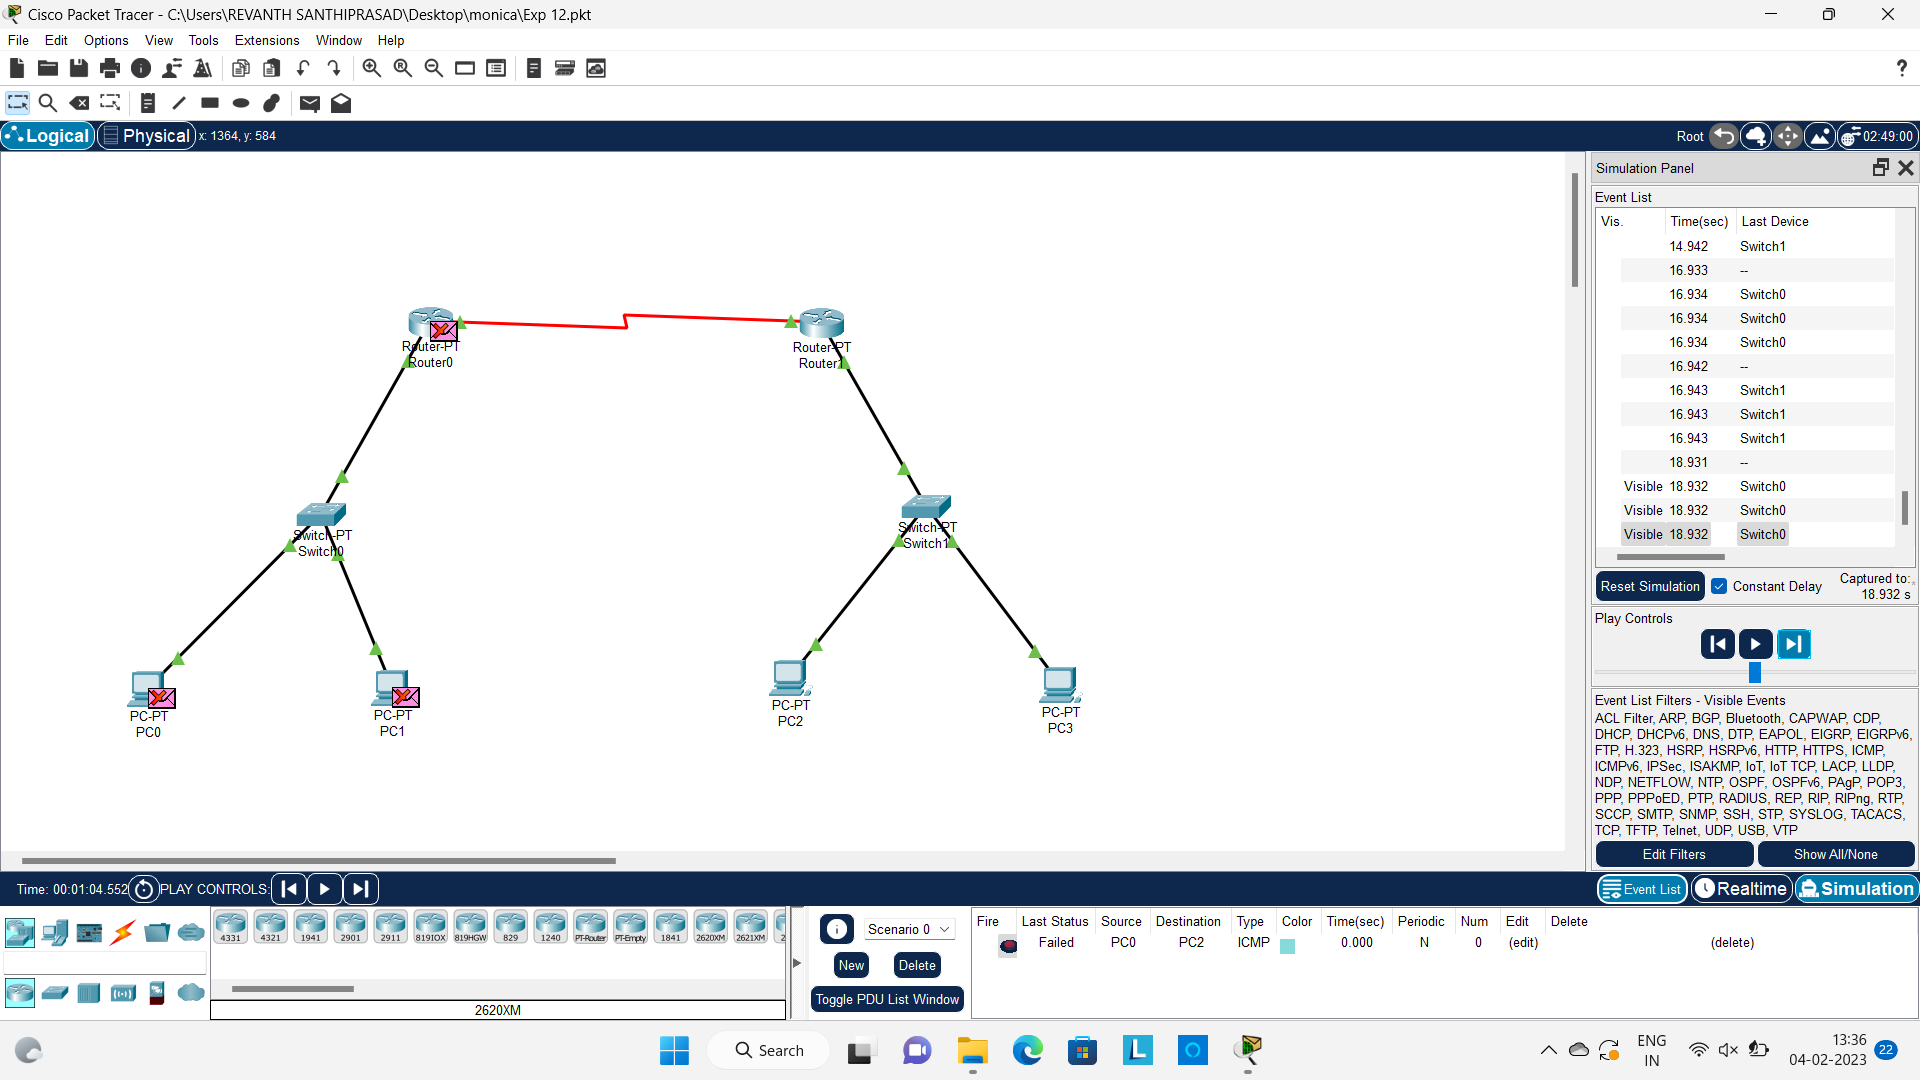 Cisco Packet Tracer - C:\Users\REVANTH SANTHIPRASAD\Desktop\monica\Exp 12.pkt
File Edit Options View Tools Extensions Window Help
?
Logical Physical x: 1364, y: 584
Root 02:49:00
Simulation Panel
Event List
Vis. Time(sec) Last Device
14.942 Switch1
16.933 --
16.934 Switch0
16.934 Switch0
16.934 Switch0
16.942 --
16.943 Switch1
16.943 Switch1
16.943 Switch1
18.931 --
Visible 18.932 Switch0
Visible 18.932 Switch0
Visible 18.932 Switch0
Reset Simulation Constant Delay Captured to:
18.932 s
Play Controls
Event List Filters - Visible Events
ACL Filter, ARP, BGP, Bluetooth, CAPWAP, CDP,
DHCP, DHCPv6, DNS, DTP, EAPOL, EIGRP, EIGRPv6,
FTP, H.323, HSRP, HSRPv6, HTTP, HTTPS, ICMP,
ICMPv6, IPSec, ISAKMP, IoT, IoT TCP, LACP, LLDP,
NDP, NETFLOW, NTP, OSPF, OSPFv6, PAgP, POP3,
PPP, PPPoED, PTP, RADIUS, REP, RIP, RIPng, RTP,
SCCP, SMTP, SNMP, SSH, STP, SYSLOG, TACACS,
TCP, TFTP, Telnet, UDP, USB, VTP
Edit Filters Show All/None
Router-PT
Router0
Router-PT
Router1
Switch-PT
Switch0
Switch-PT
Switch1
PC-PT
PC0
PC-PT
PC1
PC-PT
PC2
PC-PT
PC3
Time: 00:01:04.552 PLAY CONTROLS:
Event List Realtime Simulation
4331 4321 1941 2901 2911 819IOX 819HGW 829 1240 PT-Router PT-Empty 1841 2620XM 2621XM 2
2620XM
Scenario 0
New Delete
Toggle PDU List Window
Fire Last Status Source Destination Type Color Time(sec) Periodic Num Edit Delete
Failed PC0 PC2 ICMP 0.000 N 0 (edit) (delete)
Search
L
ENG
IN
13:36
04-02-2023
22